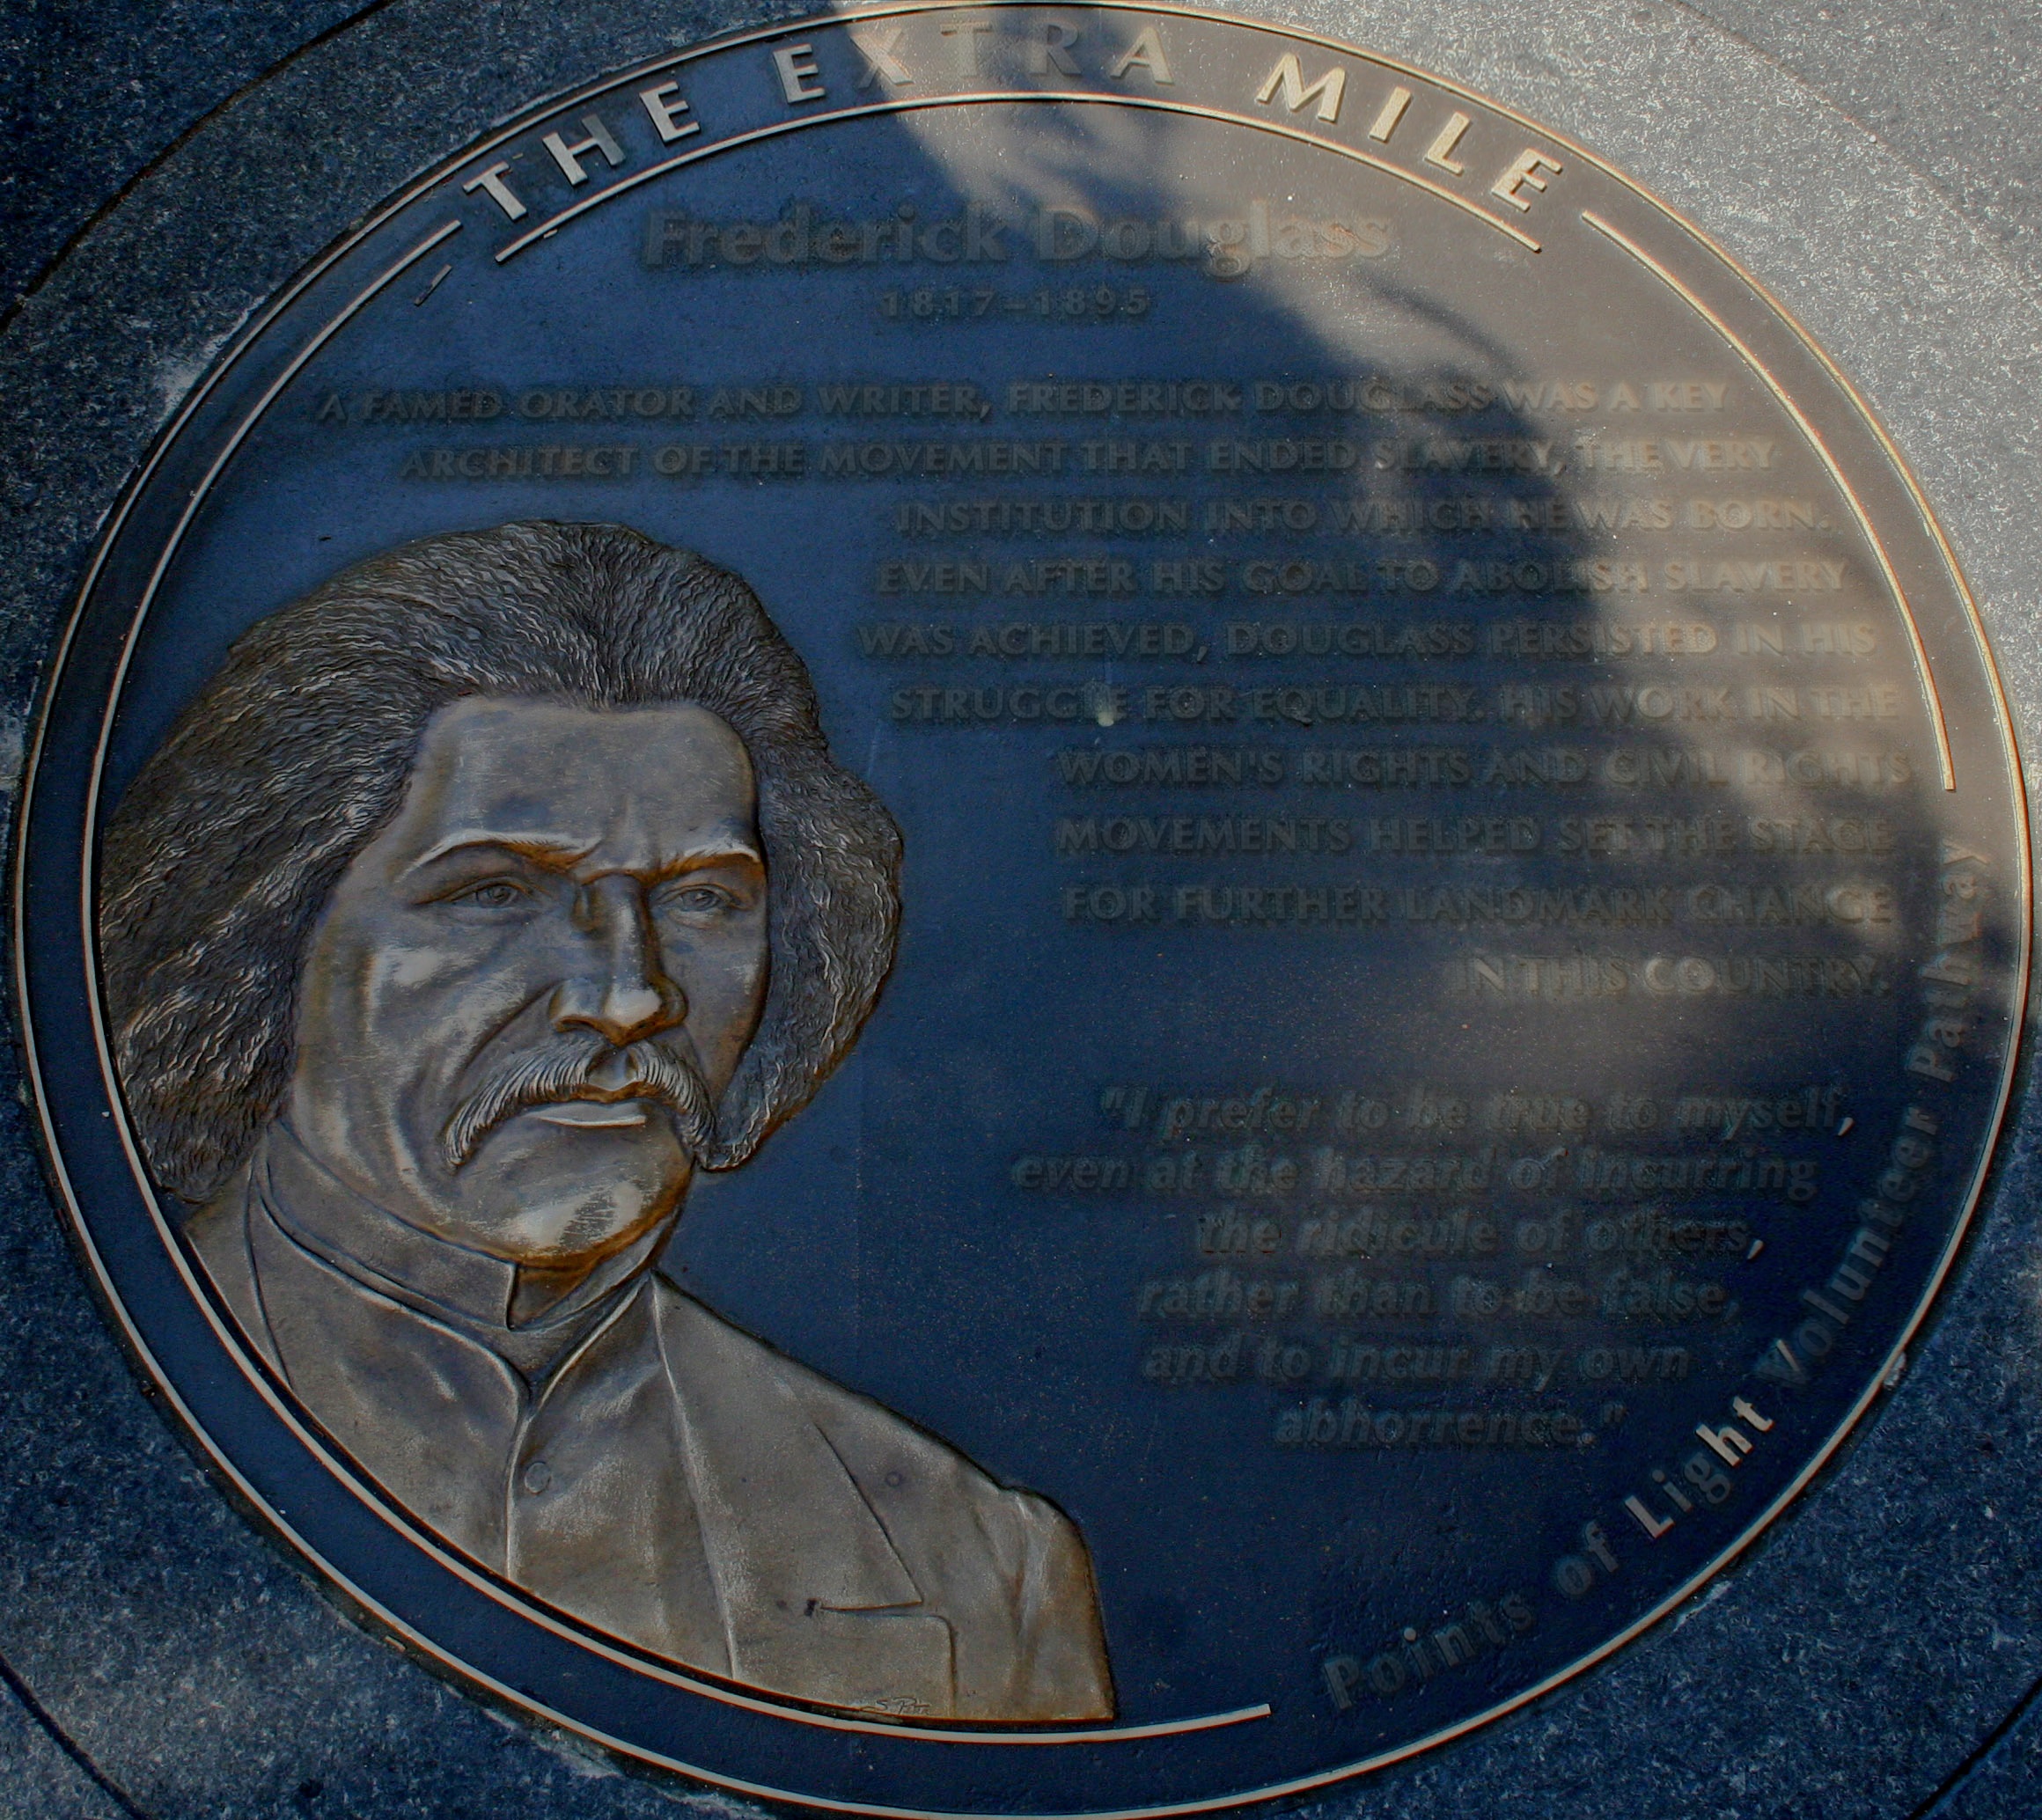 THE EXTRA MILE
Frederick Douglass
1817–1895
A FAMED ORATOR AND WRITER, FREDERICK DOUGLASS WAS A KEY
ARCHITECT OF THE MOVEMENT THAT ENDED SLAVERY, THE VERY
INSTITUTION INTO WHICH HE WAS BORN.
EVEN AFTER HIS GOAL TO ABOLISH SLAVERY
WAS ACHIEVED, DOUGLASS PERSISTED IN HIS
STRUGGLE FOR EQUALITY. HIS WORK IN THE
WOMEN'S RIGHTS AND CIVIL RIGHTS
MOVEMENTS HELPED SET THE STAGE
FOR FURTHER LANDMARK CHANGE
IN THIS COUNTRY.
"I prefer to be true to myself,
even at the hazard of incurring
the ridicule of others,
rather than to be false,
and to incur my own
abhorrence."
Points of Light Volunteer Pathway